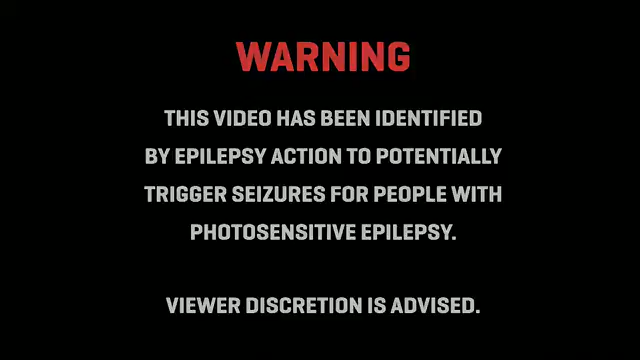 WARNING
THIS VIDEO HAS BEEN IDENTIFIED
BY EPILEPSY ACTION TO POTENTIALLY
TRIGGER SEIZURES FOR PEOPLE WITH
PHOTOSENSITIVE EPILEPSY.
VIEWER DISCRETION IS ADVISED.